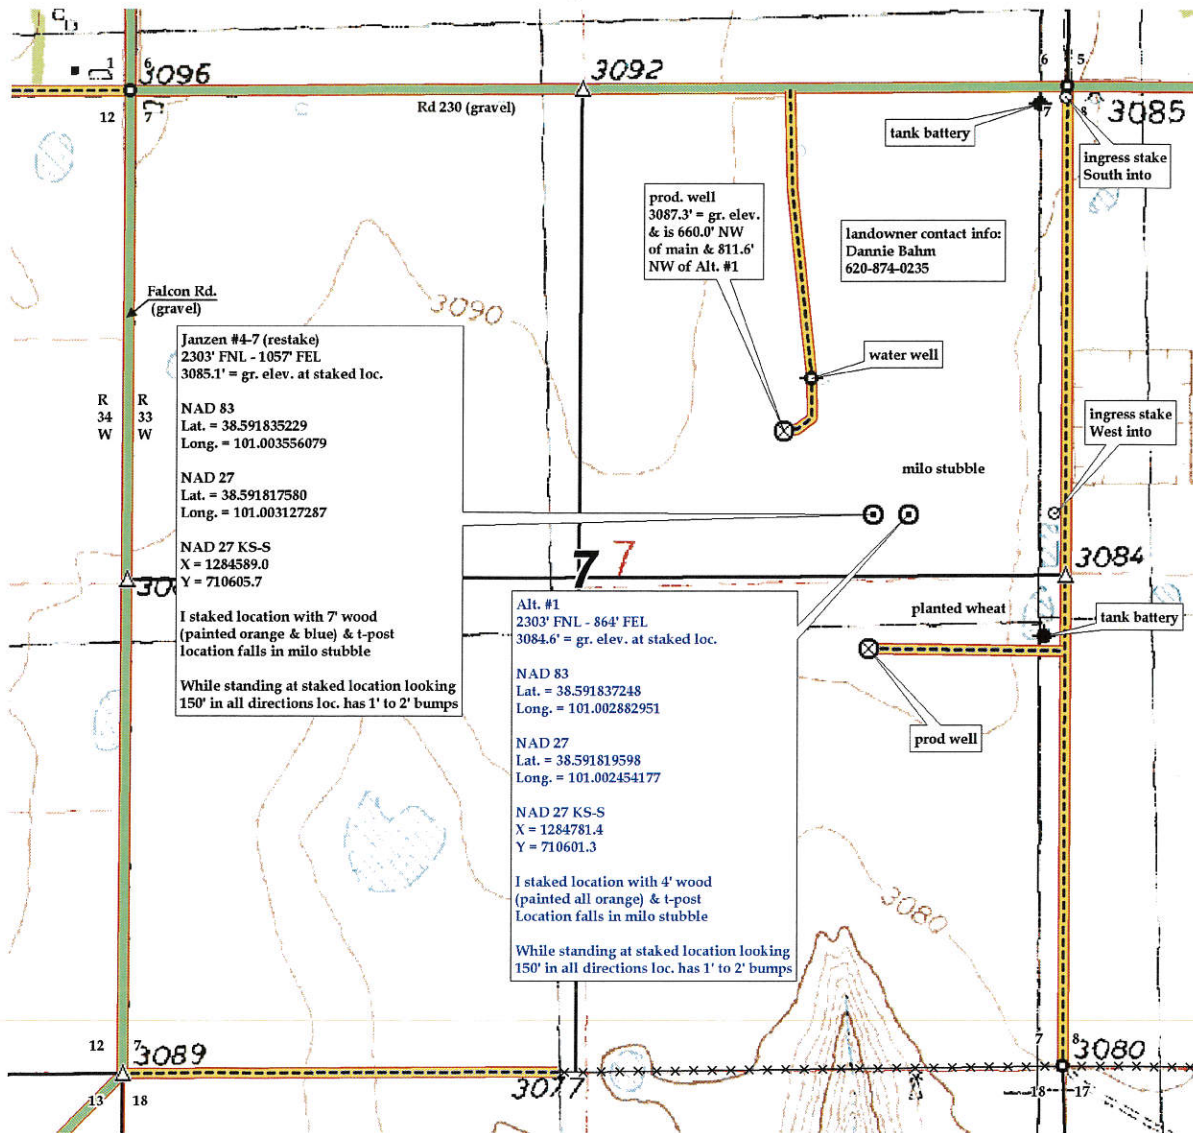 1
6
3096
3092
6
5
12
7
Rd 230 (gravel)
7
8
3085
tank battery
ingress stake
South into
prod. well
3087.3' = gr. elev.
& is 660.0' NW
of main & 811.6'
NW of Alt. #1
landowner contact info:
Dannie Bahm
620-874-0235
Falcon Rd.
(gravel)
3090
Janzen #4-7 (restake)
2303' FNL - 1057' FEL
3085.1' = gr. elev. at staked loc.
NAD 83
Lat. = 38.591835229
Long. = 101.003556079
NAD 27
Lat. = 38.591817580
Long. = 101.003127287
NAD 27 KS-S
X = 1284589.0
Y = 710605.7
I staked location with 7' wood
(painted orange & blue) & t-post
location falls in milo stubble
While standing at staked location looking
150' in all directions loc. has 1' to 2' bumps
R
34
W
R
33
W
water well
ingress stake
West into
milo stubble
7
7
3084
planted wheat
tank battery
prod well
Alt. #1
2303' FNL - 864' FEL
3084.6' = gr. elev. at staked loc.
NAD 83
Lat. = 38.591837248
Long. = 101.002882951
NAD 27
Lat. = 38.591819598
Long. = 101.002454177
NAD 27 KS-S
X = 1284781.4
Y = 710601.3
I staked location with 4' wood
(painted all orange) & t-post
Location falls in milo stubble
While standing at staked location looking
150' in all directions loc. has 1' to 2' bumps
3080
12
7
3089
3077
7
8
3080
13
18
18
17